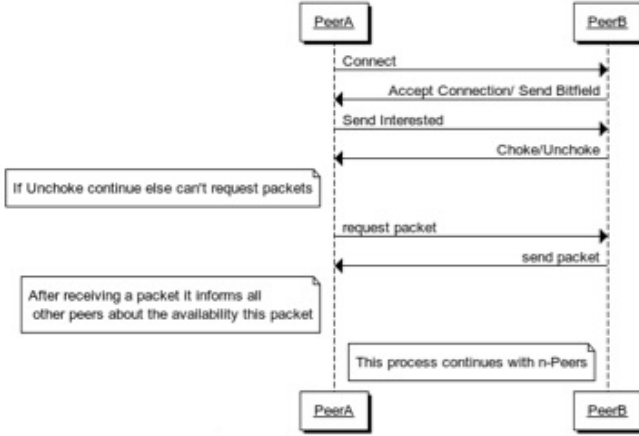 PeerA
PeerB
Connect
Accept Connection/ Send Bitfield
Send Interested
Choke/Unchoke
If Unchoke continue else can't request packets
request packet
send packet
After receiving a packet it informs all
other peers about the availability this packet
This process continues with n-Peers
PeerA
PeerB